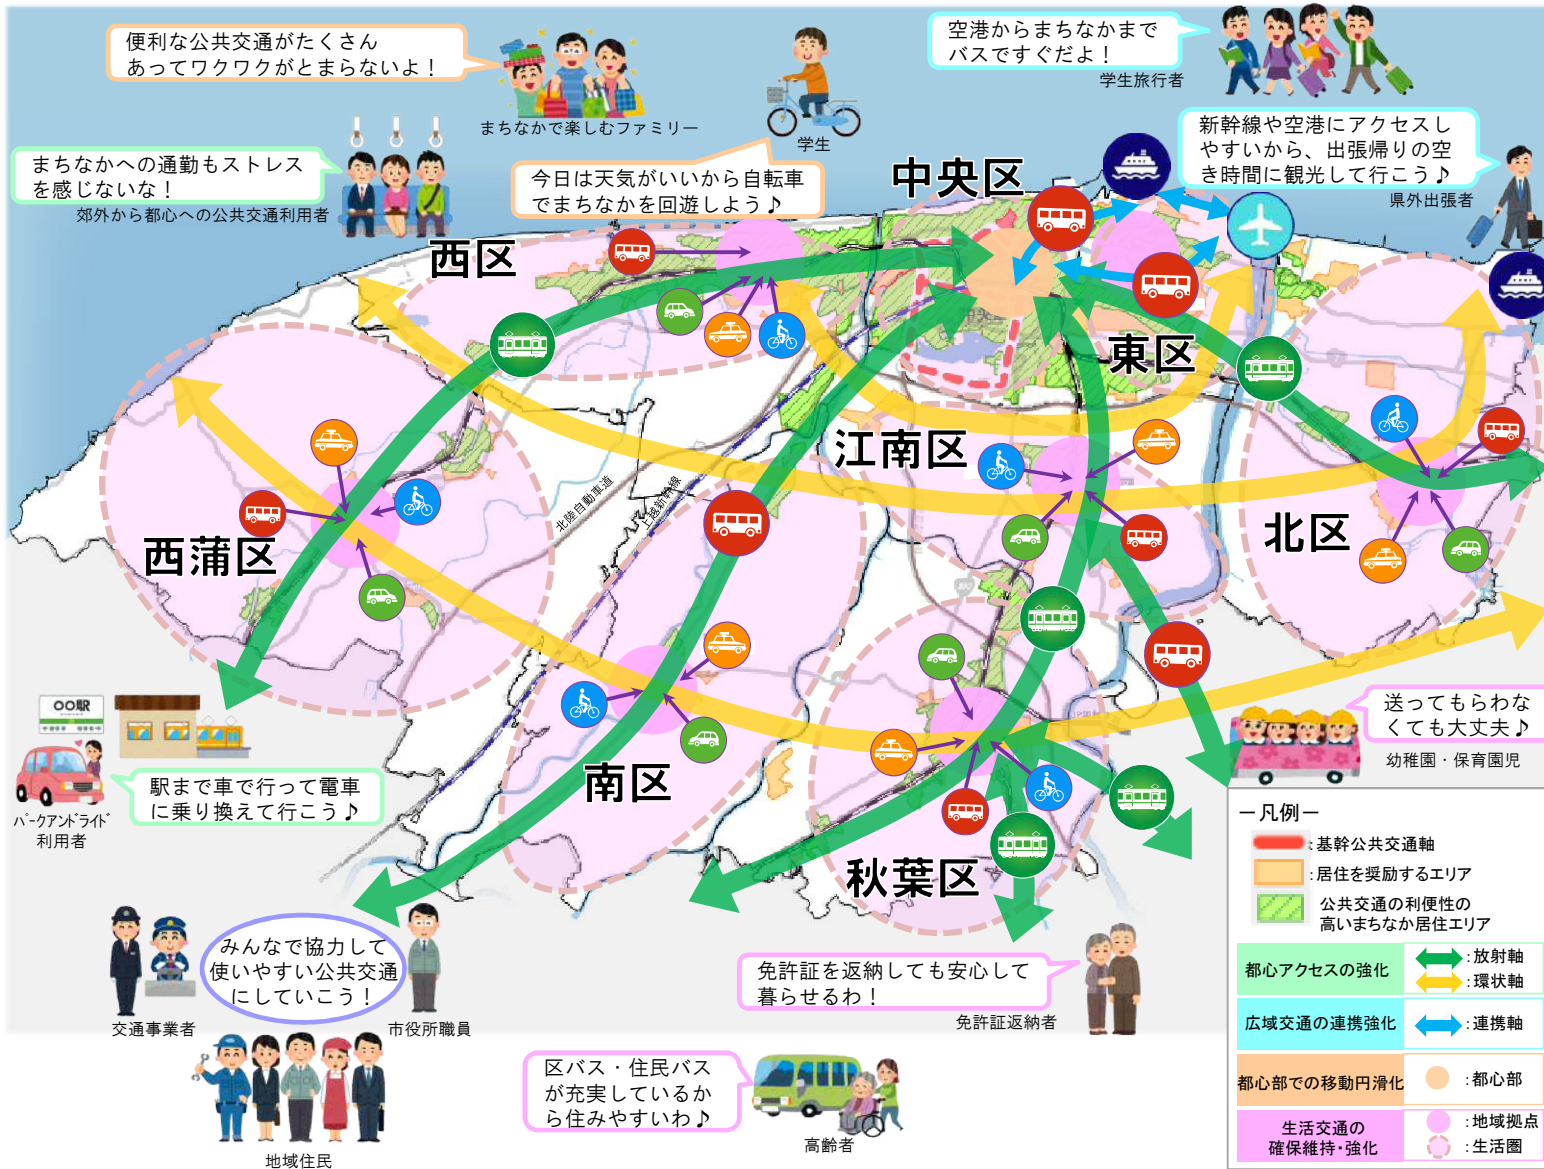 便利な公共交通がたくさん
あってワクワクがとまらないよ！
まちなかで楽しむファミリー
学生
空港からまちなかまで
バスですぐだよ！
学生旅行者
まちなかへの通勤もストレス
を感じないな！
郊外から都心への公共交通利用者
今日は天気がいいから自転車
でまちなかを回遊しよう♪
新幹線や空港にアクセスし
やすいから、出張帰りの空
き時間に観光して行こう♪
県外出張者
中央区
西区
東区
江南区
北区
西蒲区
南区
秋葉区
北陸自動車道
上越新幹線
〇〇駅
パークアンドライド
利用者
駅まで車で行って電車
に乗り換えて行こう♪
送ってもらわな
くても大丈夫♪
幼稚園・保育園児
みんなで協力して
使いやすい公共交通
にしていこう！
交通事業者
市役所職員
地域住民
免許証を返納しても安心して
暮らせるわ！
免許証返納者
区バス・住民バス
が充実しているか
ら住みやすいわ♪
高齢者
－凡例－
：基幹公共交通軸
：居住を奨励するエリア
公共交通の利便性の
高いまちなか居住エリア
都心アクセスの強化
：放射軸
：環状軸
広域交通の連携強化
：連携軸
都心部での移動円滑化
：都心部
生活交通の
確保維持・強化
：地域拠点
：生活圏